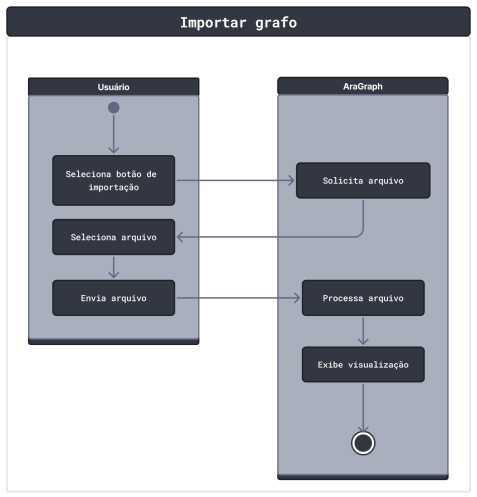 Importar grafo
Usuário
AraGraph
Seleciona botão de
importação
Solicita arquivo
Seleciona arquivo
Envia arquivo
Processa arquivo
Exibe visualização